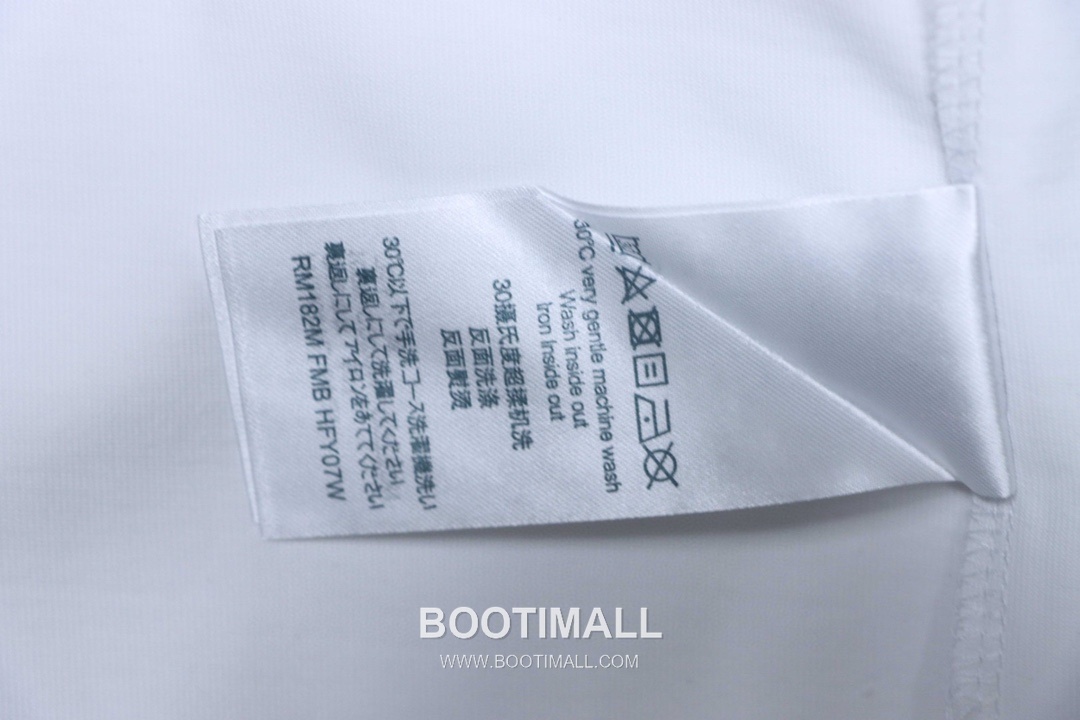 30°C very gentle machine wash
Wash inside out
Iron Inside out
30摄氏度超揉机洗
反面洗涤
反面熨烫
30℃以下で手洗コース洗濯機洗い
裏返しにして洗濯してください
裏返しにしてアイロンをあててください
RM182M FMB HFY07W
BOOTIMALL
WWW.BOOTIMALL.COM